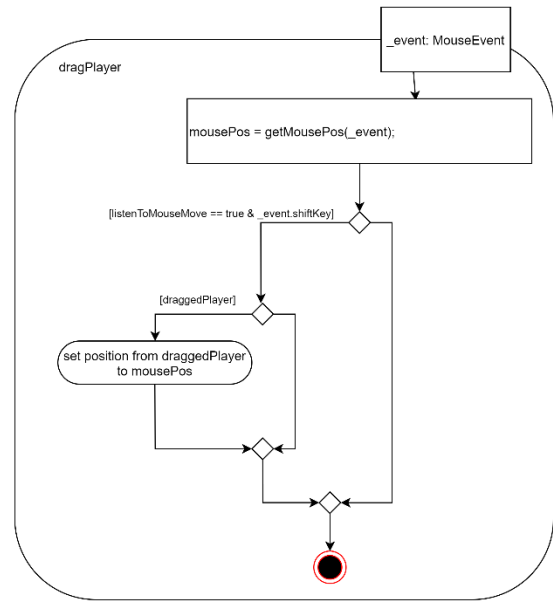 _event: MouseEvent
dragPlayer
mousePos = getMousePos(_event);
[listenToMouseMove == true & _event.shiftKey]
[draggedPlayer]
set position from draggedPlayer
to mousePos